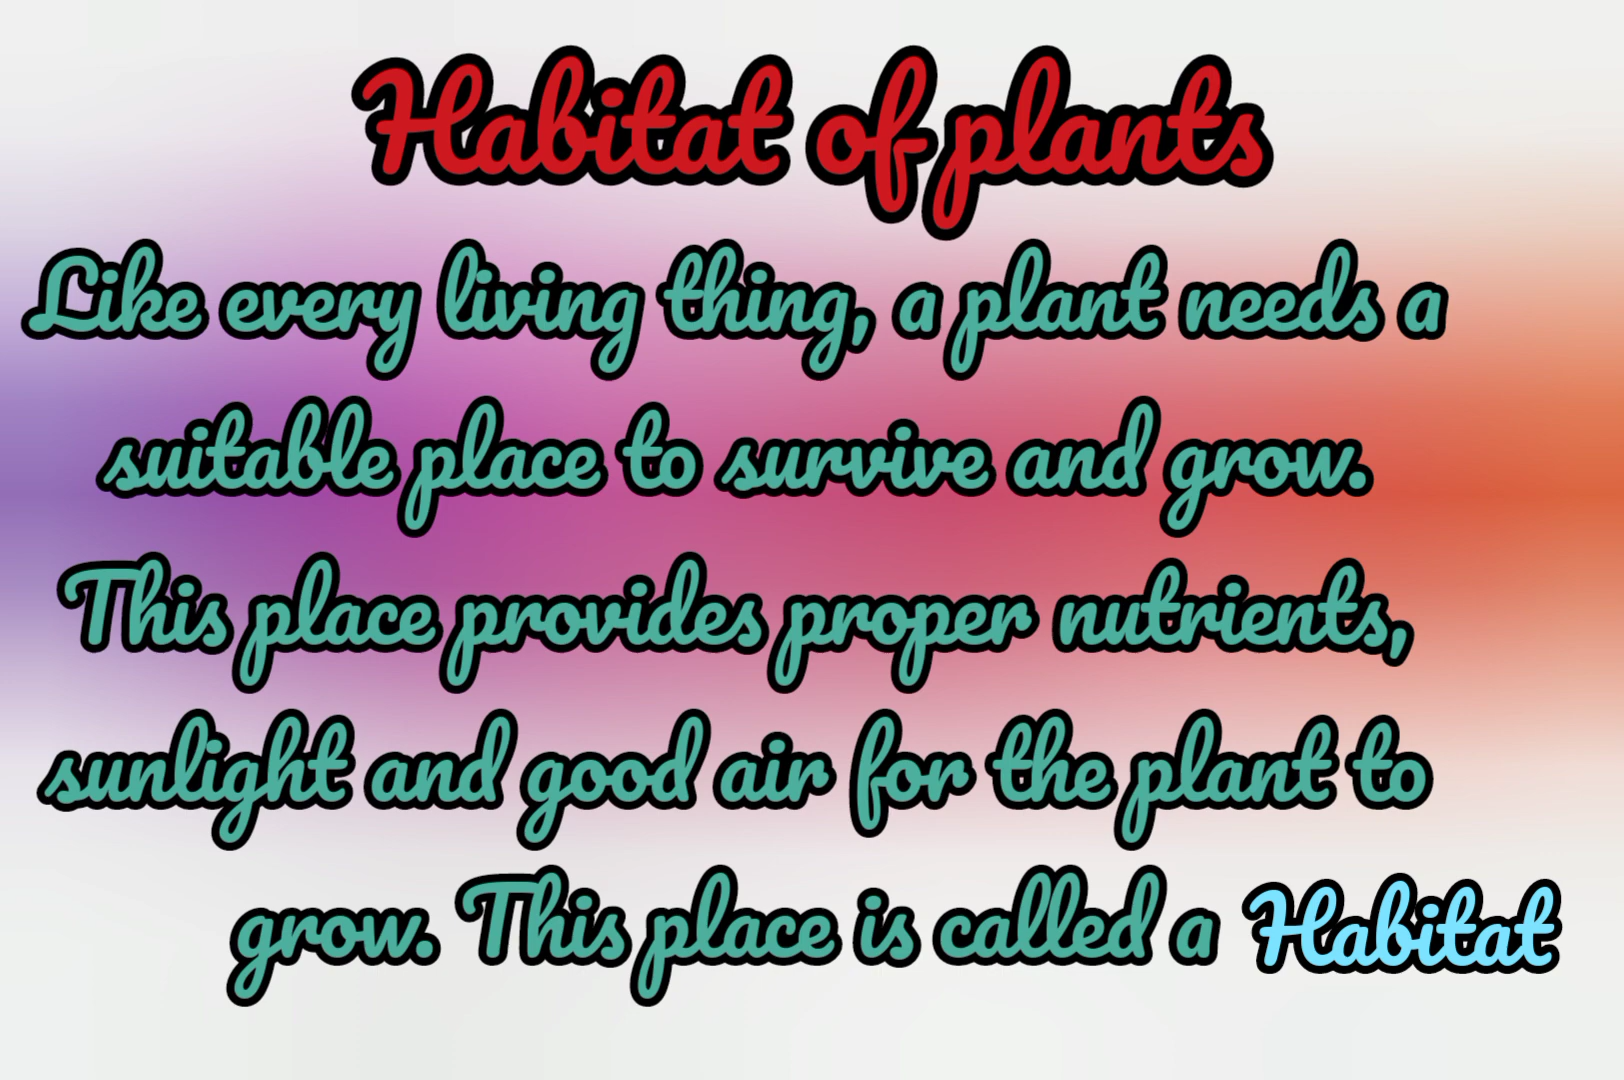 Habitat of plants
Like every living thing, a plant needs a
suitable place to survive and grow.
This place provides proper nutrients,
sunlight and good air for the plant to
grow. This place is called a Habitat